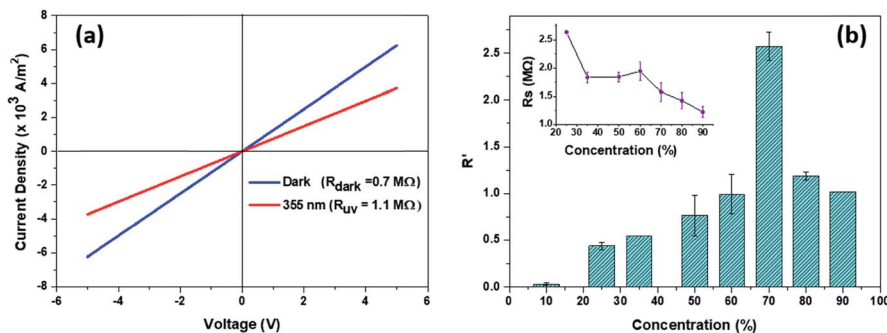 (a)
Current Density (x 10³ A/m²)
8
6
4
2
0
-2
-4
-6
-8
Dark (R_dark =0.7 MΩ)
355 nm (R_uv = 1.1 MΩ)
-6 -4 -2 0 2 4 6
Voltage (V)
(b)
R'
2.5
2.0
1.5
1.0
0.5
0.0
0 10 20 30 40 50 60 70 80 90 100
Concentration (%)
Rs (MΩ)
2.5
2.0
1.5
1.0
20 30 40 50 60 70 80 90
Concentration (%)